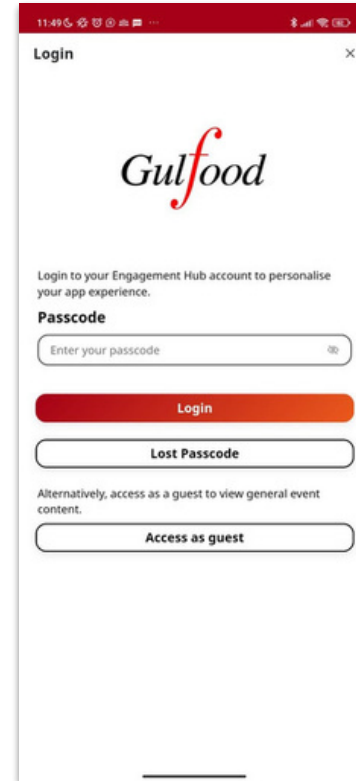 11:49
Login
Gulfood
Login to your Engagement Hub account to personalise
your app experience.
Passcode
Enter your passcode
Login
Lost Passcode
Alternatively, access as a guest to view general event
content.
Access as guest